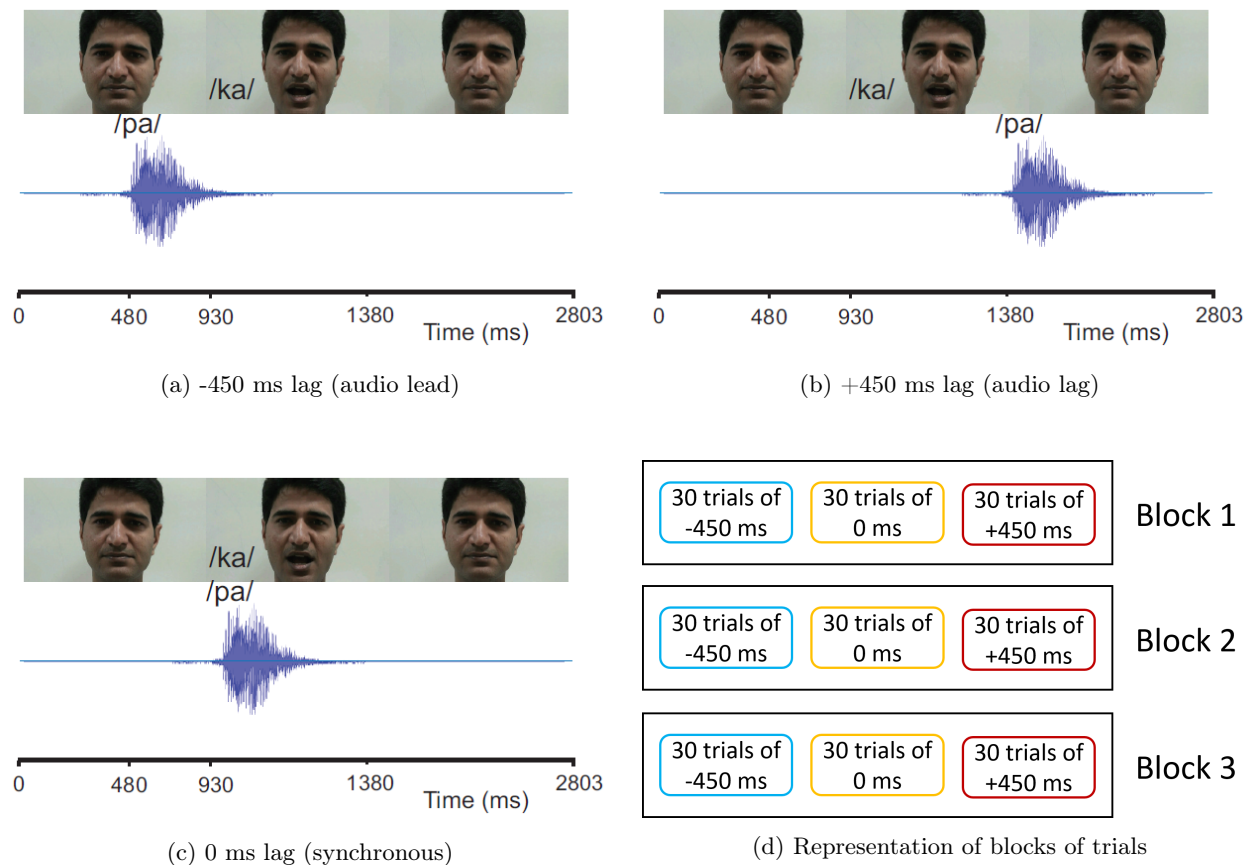 /ka/
/pa/
0 480 930 1380 2803
Time (ms)
(a) -450 ms lag (audio lead)
/ka/
/pa/
0 480 930 1380 2803
Time (ms)
(b) +450 ms lag (audio lag)
/ka/
/pa/
0 480 930 1380 2803
Time (ms)
(c) 0 ms lag (synchronous)
30 trials of
-450 ms
30 trials of
0 ms
30 trials of
+450 ms
Block 1
30 trials of
-450 ms
30 trials of
0 ms
30 trials of
+450 ms
Block 2
30 trials of
-450 ms
30 trials of
0 ms
30 trials of
+450 ms
Block 3
(d) Representation of blocks of trials